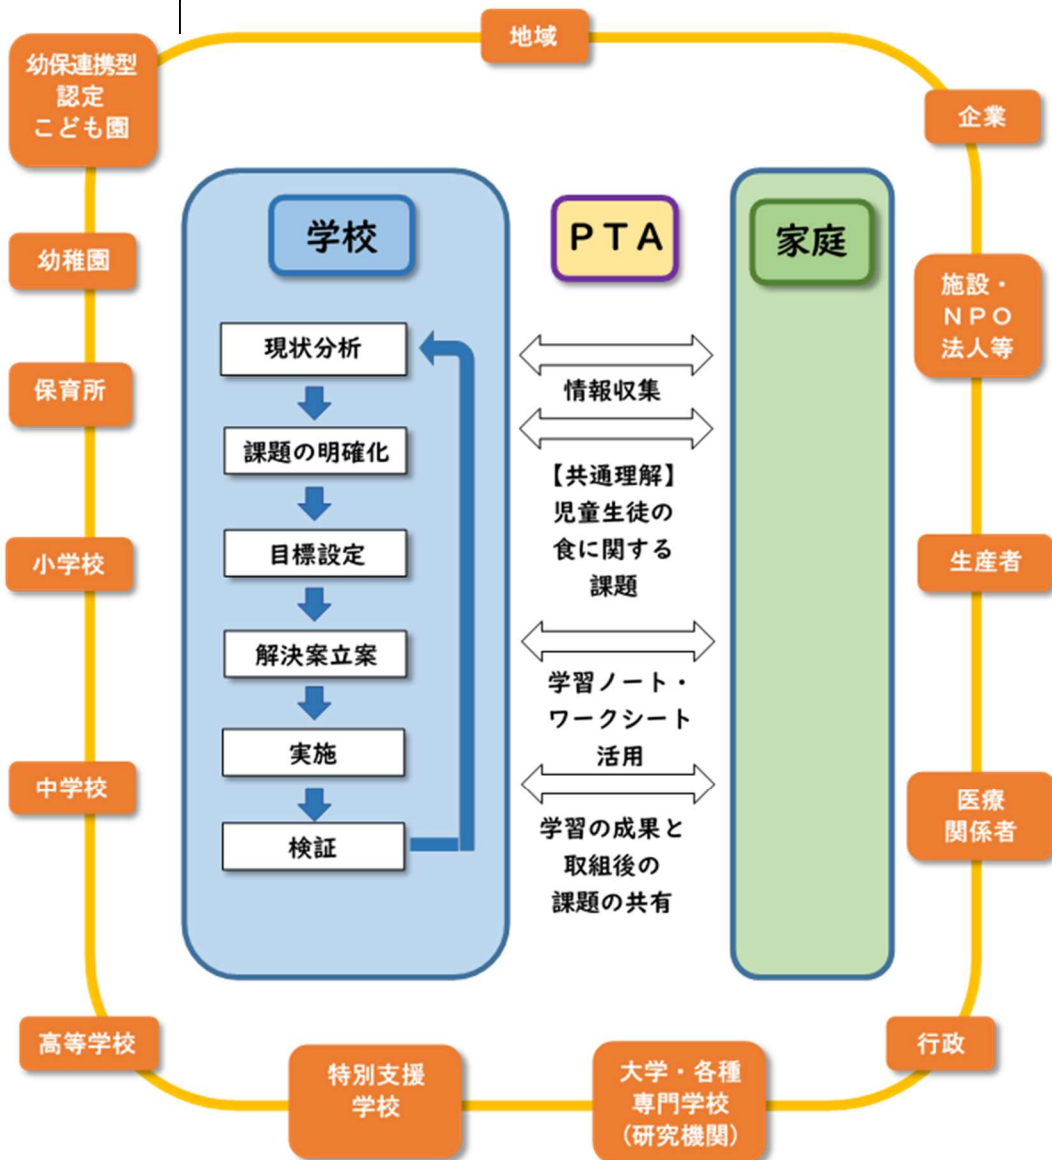 地域
幼保連携型
認定
こども園
企業
学校
ＰＴＡ
家庭
幼稚園
施設・
ＮＰＯ
法人等
現状分析
情報収集
保育所
課題の明確化
【共通理解】
児童生徒の
食に関する
課題
目標設定
小学校
生産者
解決案立案
学習ノート・
ワークシート
活用
実施
中学校
医療
関係者
検証
学習の成果と
取組後の
課題の共有
高等学校
特別支援
学校
大学・各種
専門学校
（研究機関）
行政